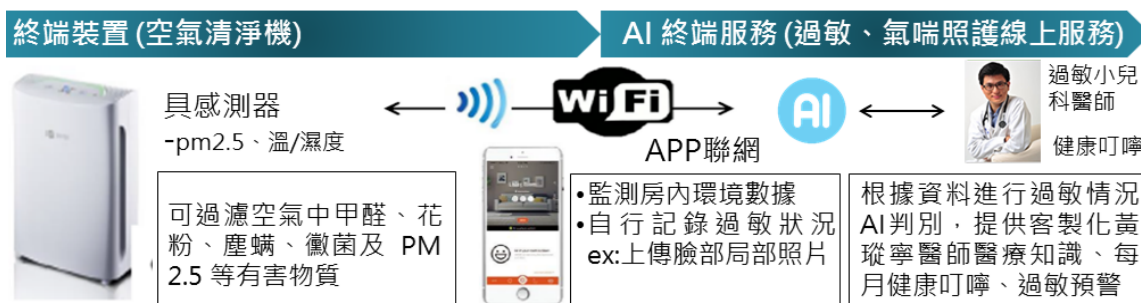 終端裝置(空氣清淨機)
AI 終端服務(過敏、氣喘照護線上服務)
具感測器
-pm2.5、溫/濕度
WiFi
APP聯網
AI
過敏小兒
科醫師
健康叮嚀
可過濾空氣中甲醛、花
粉、塵蟎、黴菌及 PM
2.5 等有害物質
•監測房內環境數據
•自行記錄過敏狀況
ex:上傳臉部局部照片
根據資料進行過敏情況
AI判別，提供客製化黃
瑽寧醫師醫療知識、每
月健康叮嚀、過敏預警